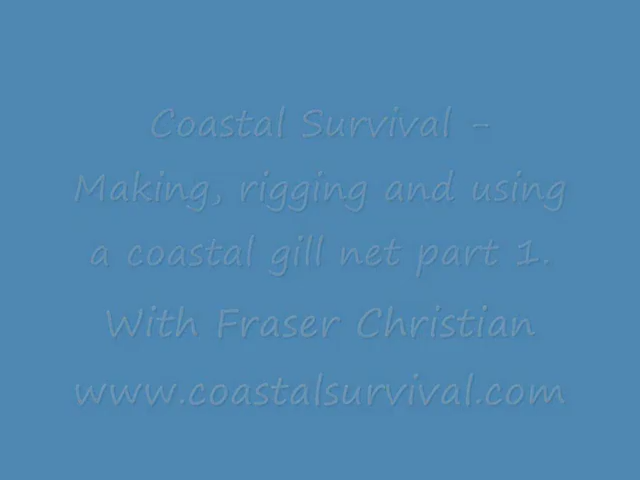 Coastal Survival -
Making, rigging and using
a coastal gill net part 1.
With Fraser Christian
www.coastalsurvival.com